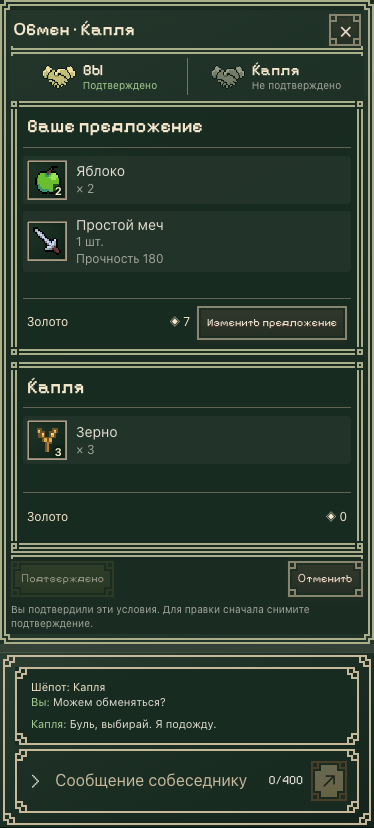 Обмен · Капля
×
Вы
Подтверждено
Капля
Не подтверждено
Ваше предложение
2
Яблоко
× 2
Простой меч
1 шт.
Прочность 180
Золото
7
Изменить предложение
Капля
3
Зерно
× 3
Золото
0
Подтверждено
Отменить
Вы подтвердили эти условия. Для правки сначала снимите
подтверждение.
Шёпот: Капля
Вы: Можем обменяться?
Капля: Буль, выбирай. Я подожду.
Сообщение собеседнику
0/400